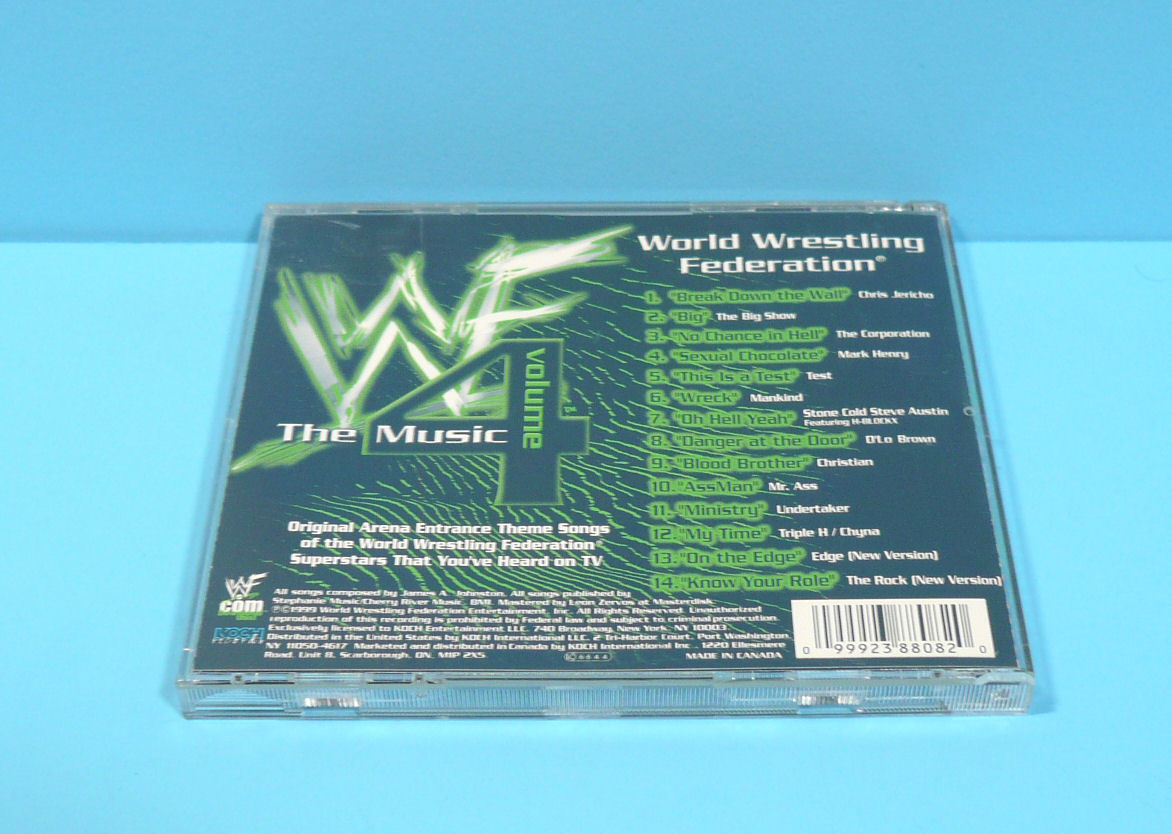 WF
volume
4
The Music
World Wrestling
Federation®
1. "Break Down the Wall" Chris Jericho
2. "Big" The Big Show
3. "No Chance in Hell" The Corporation
4. "Sexual Chocolate" Mark Henry
5. "This Is a Test" Test
6. "Wreck" Mankind
7. "Oh Hell Yeah" Stone Cold Steve Austin
Featuring H-BLOCKX
8. "Danger at the Door" D'Lo Brown
9. "Blood Brother" Christian
10. "AssMan" Mr. Ass
11. "Ministry" Undertaker
12. "My Time" Triple H / Chyna
13. "On the Edge" Edge (New Version)
14. "Know Your Role" The Rock (New Version)
Original Arena Entrance Theme Songs
of the World Wrestling Federation®
Superstars That You've Heard on TV
WF
.com
KOCH
All songs composed by James A. Johnston. All songs published by
Stephanie Music/Cherry River Music, BMI. Mastered by Leon Zervos at Masterdisk.
℗©1999 World Wrestling Federation Entertainment, Inc. All Rights Reserved. Unauthorized
reproduction of this recording is prohibited by Federal law and subject to criminal prosecution.
Exclusively licensed to KOCH Entertainment LLC. 740 Broadway, New York, NY 10003.
Distributed in the United States by KOCH International LLC. 2 Tri-Harbor Court, Port Washington,
NY 11050-4617 Marketed and distributed in Canada by KOCH International Inc., 1220 Ellesmere
Road, Unit 8, Scarborough, ON. M1P 2X5
MADE IN CANADA
0 99923 88082 0